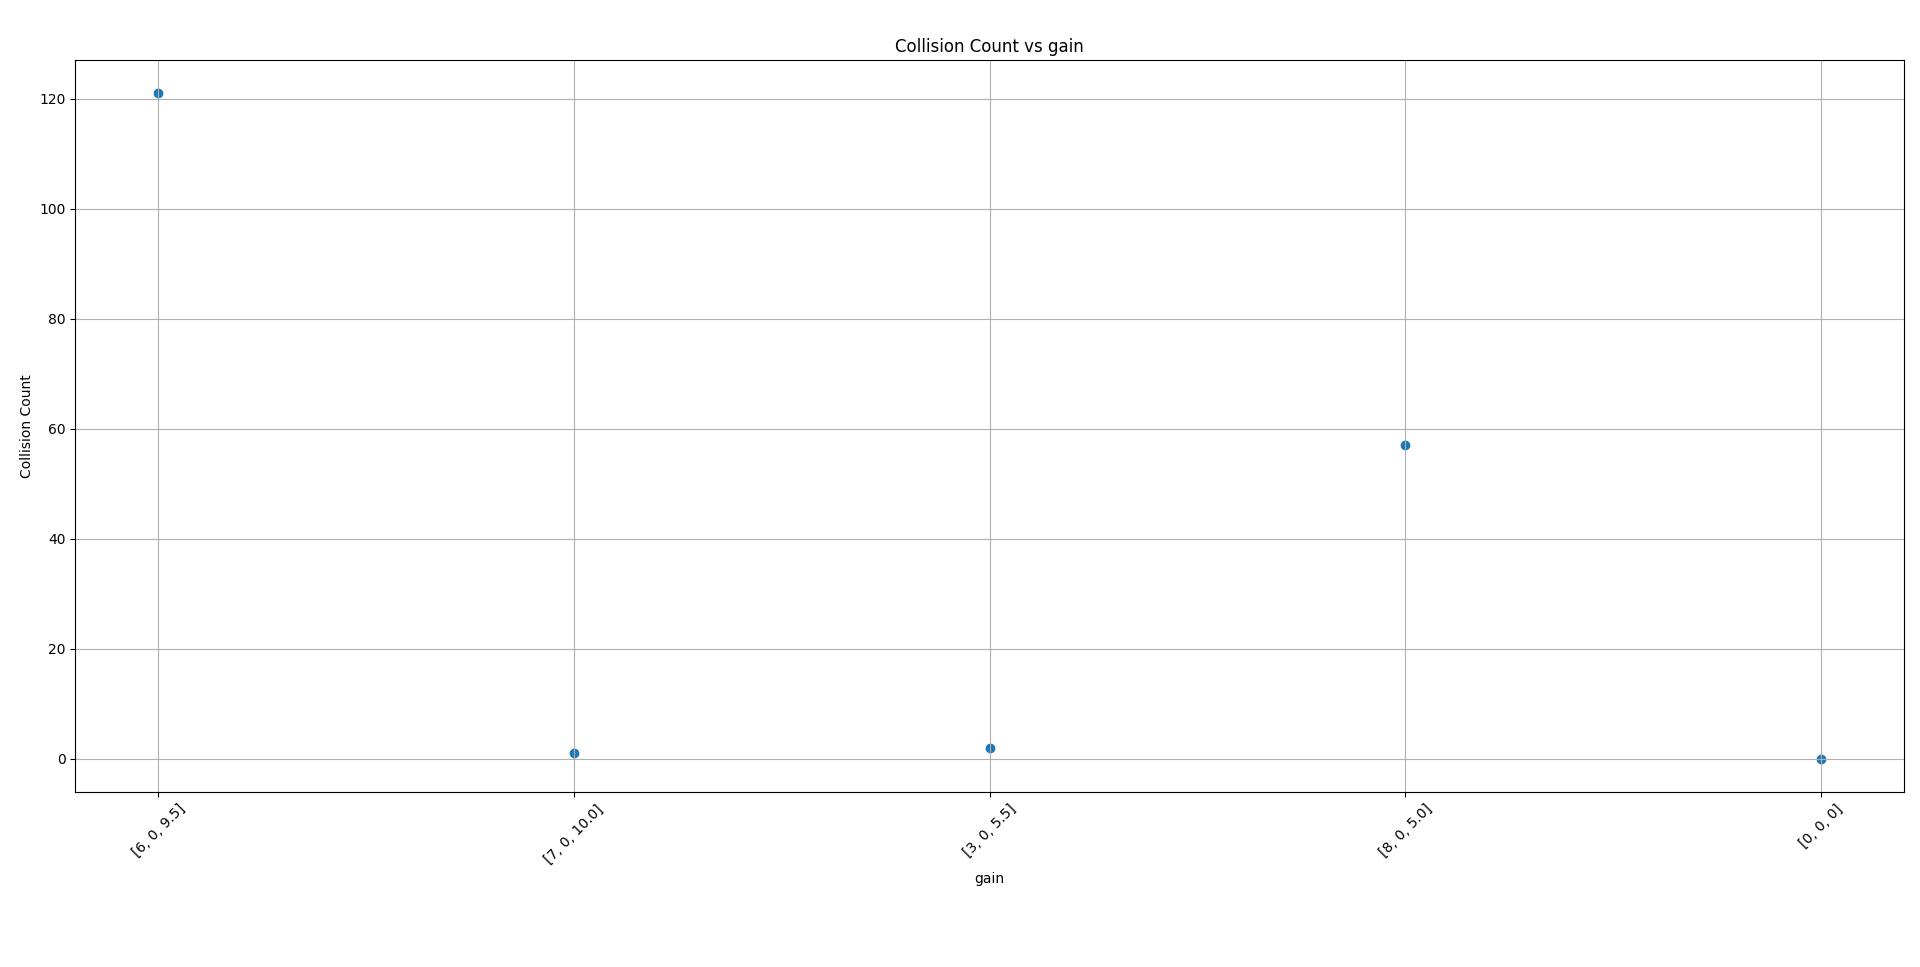 Collision Count vs gain
120
100
80
60
40
20
0
Collision Count
[6, 0, 9.5]
[7, 0, 10.0]
[3, 0, 5.5]
[8, 0, 5.0]
[0, 0, 0]
gain